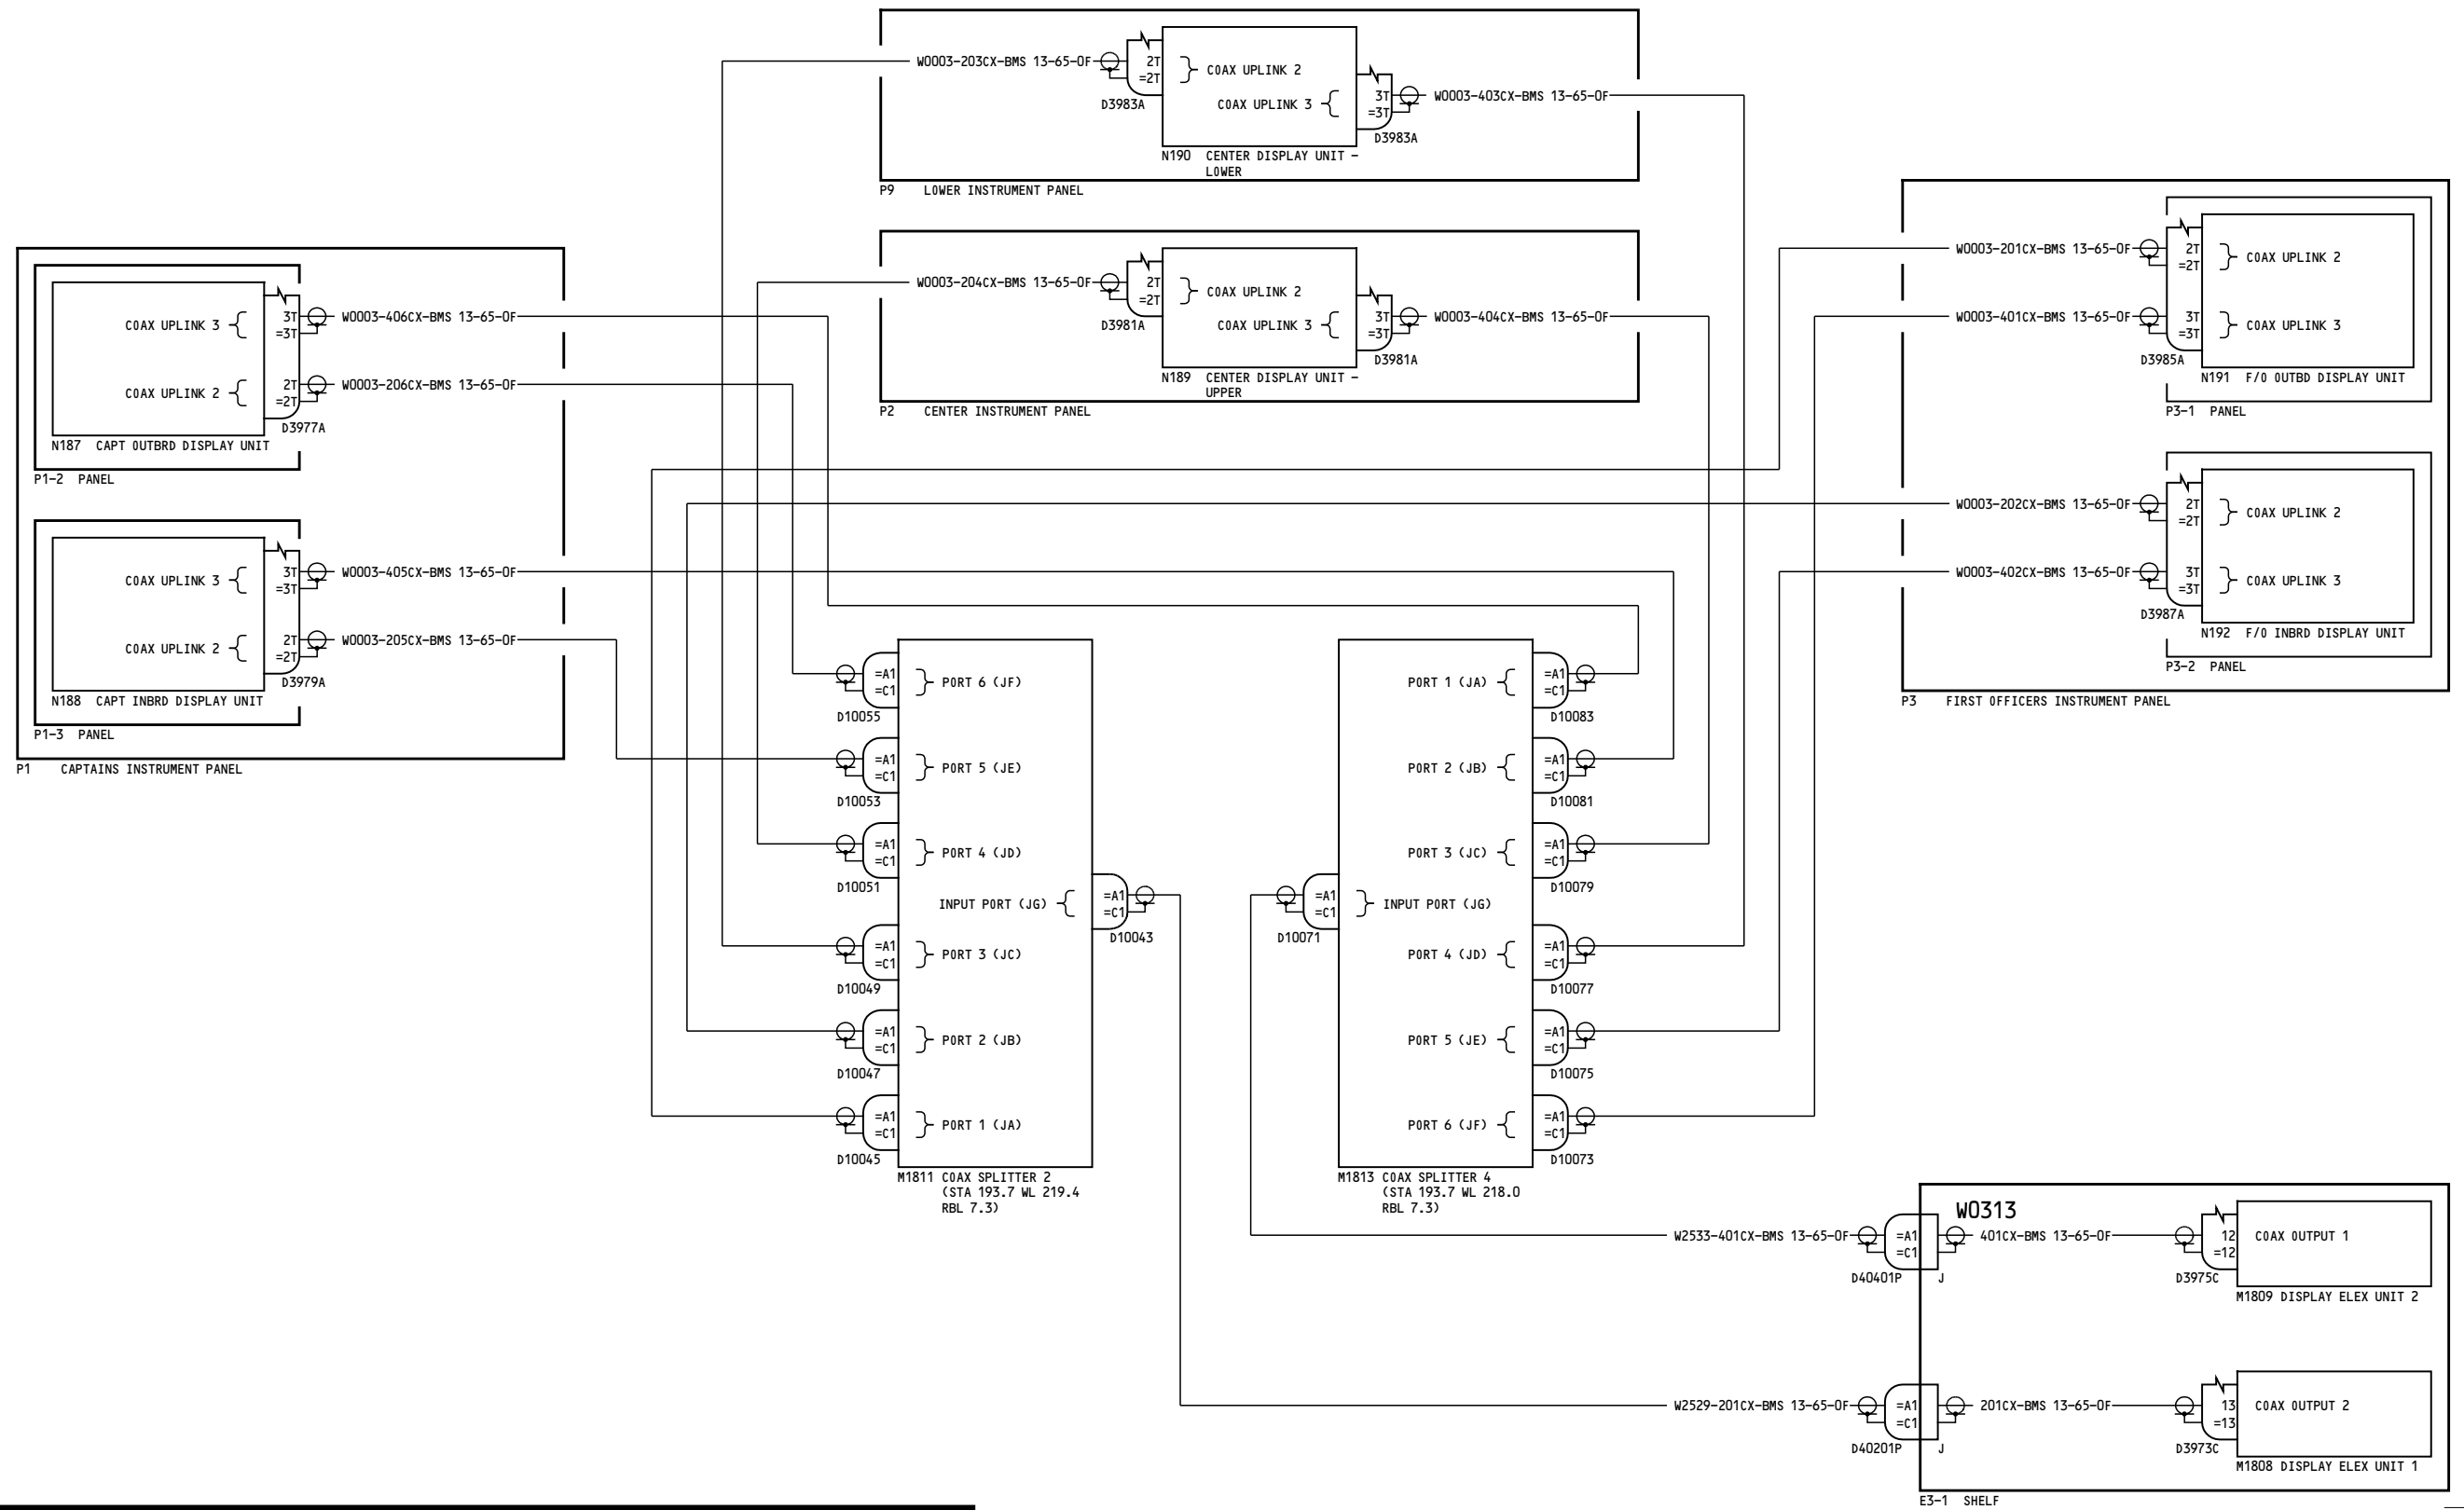 W0003-203CX-BMS 13-65-0F
2T
=2T
D3983A
COAX UPLINK 2
COAX UPLINK 3
3T
=3T
D3983A
W0003-403CX-BMS 13-65-0F
N190 CENTER DISPLAY UNIT -
LOWER
P9 LOWER INSTRUMENT PANEL
W0003-204CX-BMS 13-65-0F
2T
=2T
D3981A
COAX UPLINK 2
COAX UPLINK 3
3T
=3T
D3981A
W0003-404CX-BMS 13-65-0F
N189 CENTER DISPLAY UNIT -
UPPER
P2 CENTER INSTRUMENT PANEL
COAX UPLINK 3
3T
=3T
W0003-406CX-BMS 13-65-0F
COAX UPLINK 2
2T
=2T
W0003-206CX-BMS 13-65-0F
D3977A
N187 CAPT OUTBRD DISPLAY UNIT
P1-2 PANEL
COAX UPLINK 3
3T
=3T
W0003-405CX-BMS 13-65-0F
COAX UPLINK 2
2T
=2T
W0003-205CX-BMS 13-65-0F
D3979A
N188 CAPT INBRD DISPLAY UNIT
P1-3 PANEL
P1 CAPTAINS INSTRUMENT PANEL
W0003-201CX-BMS 13-65-0F
2T
=2T
COAX UPLINK 2
W0003-401CX-BMS 13-65-0F
3T
=3T
COAX UPLINK 3
D3985A
N191 F/O OUTBD DISPLAY UNIT
P3-1 PANEL
W0003-202CX-BMS 13-65-0F
2T
=2T
COAX UPLINK 2
W0003-402CX-BMS 13-65-0F
3T
=3T
COAX UPLINK 3
D3987A
N192 F/O INBRD DISPLAY UNIT
P3-2 PANEL
P3 FIRST OFFICERS INSTRUMENT PANEL
=A1
=C1
PORT 6 (JF)
D10055
=A1
=C1
PORT 5 (JE)
D10053
=A1
=C1
PORT 4 (JD)
D10051
INPUT PORT (JG)
=A1
=C1
D10043
=A1
=C1
PORT 3 (JC)
D10049
=A1
=C1
PORT 2 (JB)
D10047
=A1
=C1
PORT 1 (JA)
D10045
M1811 COAX SPLITTER 2
(STA 193.7 WL 219.4
RBL 7.3)
PORT 1 (JA)
=A1
=C1
D10083
PORT 2 (JB)
=A1
=C1
D10081
PORT 3 (JC)
=A1
=C1
D10079
=A1
=C1
INPUT PORT (JG)
D10071
PORT 4 (JD)
=A1
=C1
D10077
PORT 5 (JE)
=A1
=C1
D10075
PORT 6 (JF)
=A1
=C1
D10073
M1813 COAX SPLITTER 4
(STA 193.7 WL 218.0
RBL 7.3)
W0313
W2533-401CX-BMS 13-65-0F
=A1
=C1
D40401P
J
401CX-BMS 13-65-0F
12
=12
D3975C
COAX OUTPUT 1
M1809 DISPLAY ELEX UNIT 2
W2529-201CX-BMS 13-65-0F
=A1
=C1
D40201P
J
201CX-BMS 13-65-0F
13
=13
D3973C
COAX OUTPUT 2
M1808 DISPLAY ELEX UNIT 1
E3-1 SHELF